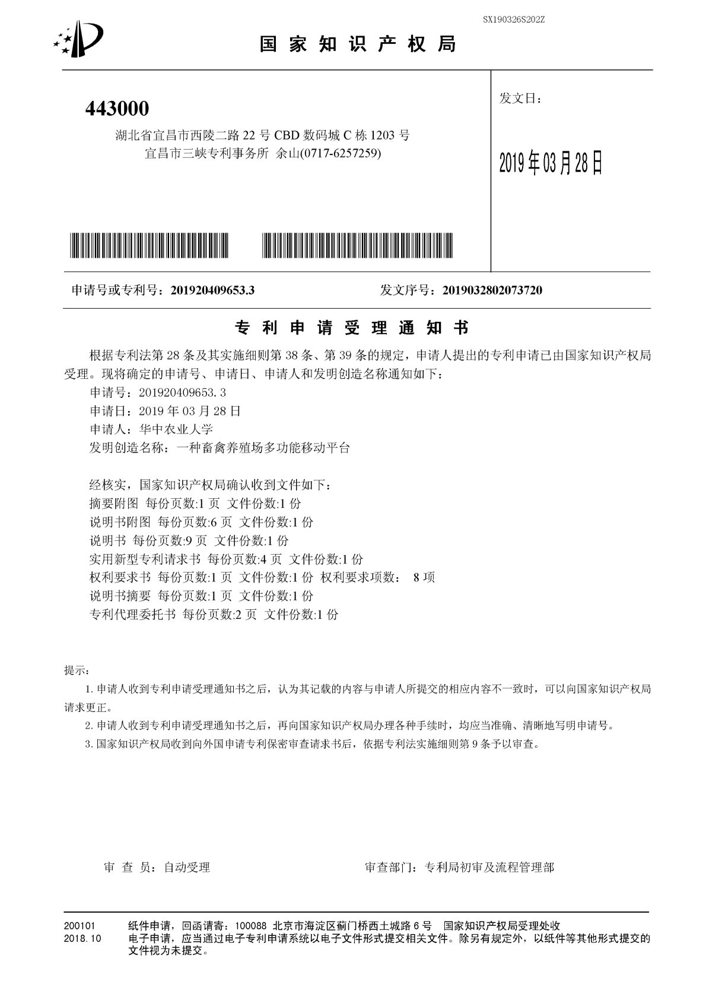 SX190326S202Z
国家知识产权局
443000
湖北省宜昌市西陵二路 22 号 CBD 数码城 C 栋 1203 号
宜昌市三峡专利事务所 余山(0717-6257259)
发文日：
2019 年 03 月 28 日
申请号或专利号：201920409653.3
发文序号：2019032802073720
专利申请受理通知书
根据专利法第 28 条及其实施细则第 38 条、第 39 条的规定，申请人提出的专利申请已由国家知识产权局
受理。现将确定的申请号、申请日、申请人和发明创造名称通知如下：
申请号：201920409653.3
申请日：2019 年 03 月 28 日
申请人：华中农业大学
发明创造名称：一种畜禽养殖场多功能移动平台
经核实，国家知识产权局确认收到文件如下：
摘要附图 每份页数:1 页 文件份数:1 份
说明书附图 每份页数:6 页 文件份数:1 份
说明书 每份页数:9 页 文件份数:1 份
实用新型专利请求书 每份页数:4 页 文件份数:1 份
权利要求书 每份页数:1 页 文件份数:1 份 权利要求项数： 8 项
说明书摘要 每份页数:1 页 文件份数:1 份
专利代理委托书 每份页数:2 页 文件份数:1 份
提示：
1. 申请人收到专利申请受理通知书之后，认为其记载的内容与申请人所提交的相应内容不一致时，可以向国家知识产权局
请求更正。
2. 申请人收到专利申请受理通知书之后，再向国家知识产权局办理各种手续时，均应当准确、清晰地写明申请号。
3. 国家知识产权局收到向外国申请专利保密审查请求书后，依据专利法实施细则第 9 条予以审查。
审 查 员：自动受理
审查部门：专利局初审及流程管理部
200101 纸件申请，回函请寄：100088 北京市海淀区蓟门桥西土城路 6 号 国家知识产权局受理处收
2018.10 电子申请，应当通过电子专利申请系统以电子文件形式提交相关文件。除另有规定外，以纸件等其他形式提交的
文件视为未提交。